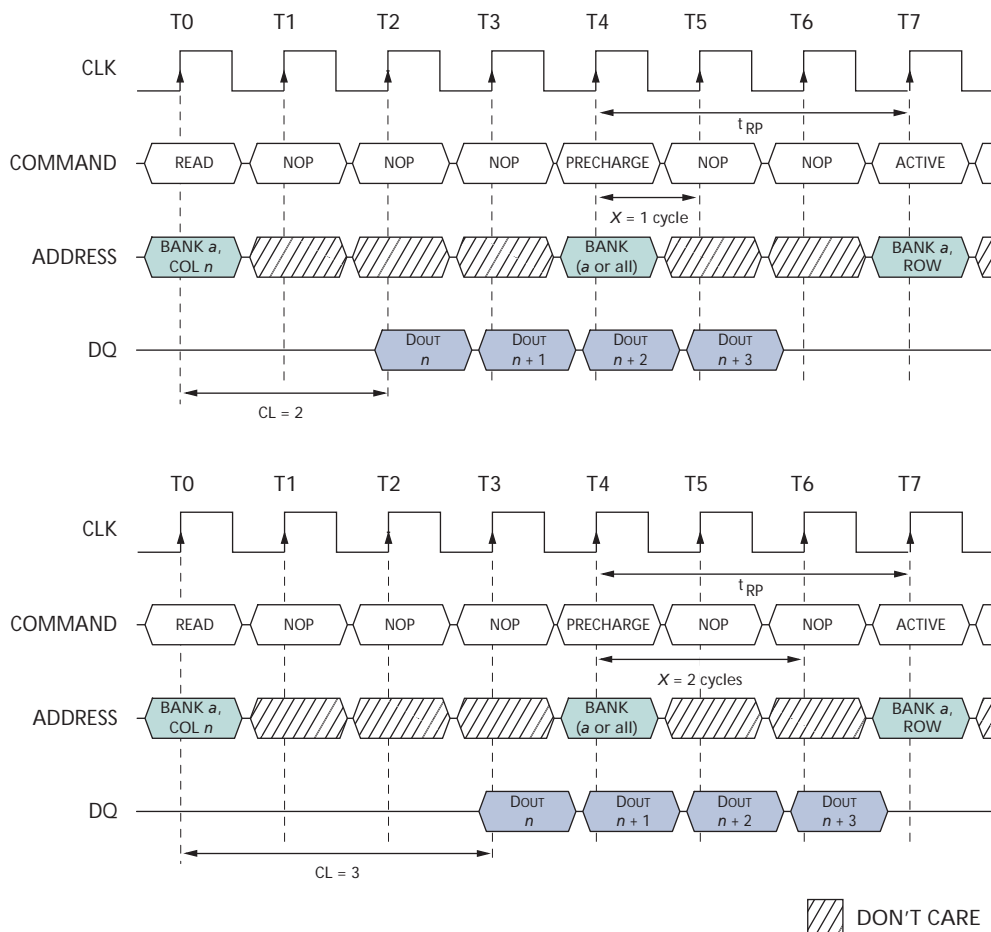 T0 T1 T2 T3 T4 T5 T6 T7
CLK
tRP
COMMAND READ NOP NOP NOP PRECHARGE NOP NOP ACTIVE
X = 1 cycle
ADDRESS BANK a, COL n BANK (a or all) BANK a, ROW
DQ DOUT n DOUT n + 1 DOUT n + 2 DOUT n + 3
CL = 2
T0 T1 T2 T3 T4 T5 T6 T7
CLK
tRP
COMMAND READ NOP NOP NOP PRECHARGE NOP NOP ACTIVE
X = 2 cycles
ADDRESS BANK a, COL n BANK (a or all) BANK a, ROW
DQ DOUT n DOUT n + 1 DOUT n + 2 DOUT n + 3
CL = 3
DON'T CARE